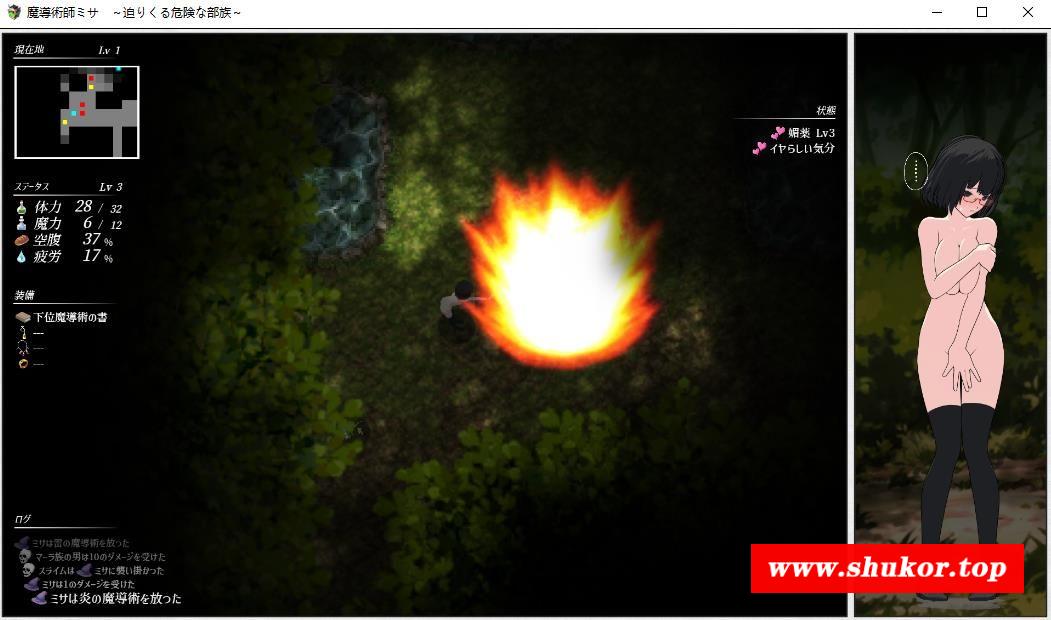 魔導術師ミサ　～迫りくる危険な部族～
現在地 Lv 1
ステータス Lv 3
体力 28 / 32
魔力 6 / 12
空腹 37 %
疲労 17 %
装備
下位魔導術の書
---
---
---
状態
媚薬 Lv3
イヤらしい気分
ログ
ミサは雷の魔導術を放った
マーラ族の男は10のダメージを受けた
スライムは ミサに襲い掛かった
ミサは1のダメージを受けた
ミサは炎の魔導術を放った
www.shukor.top